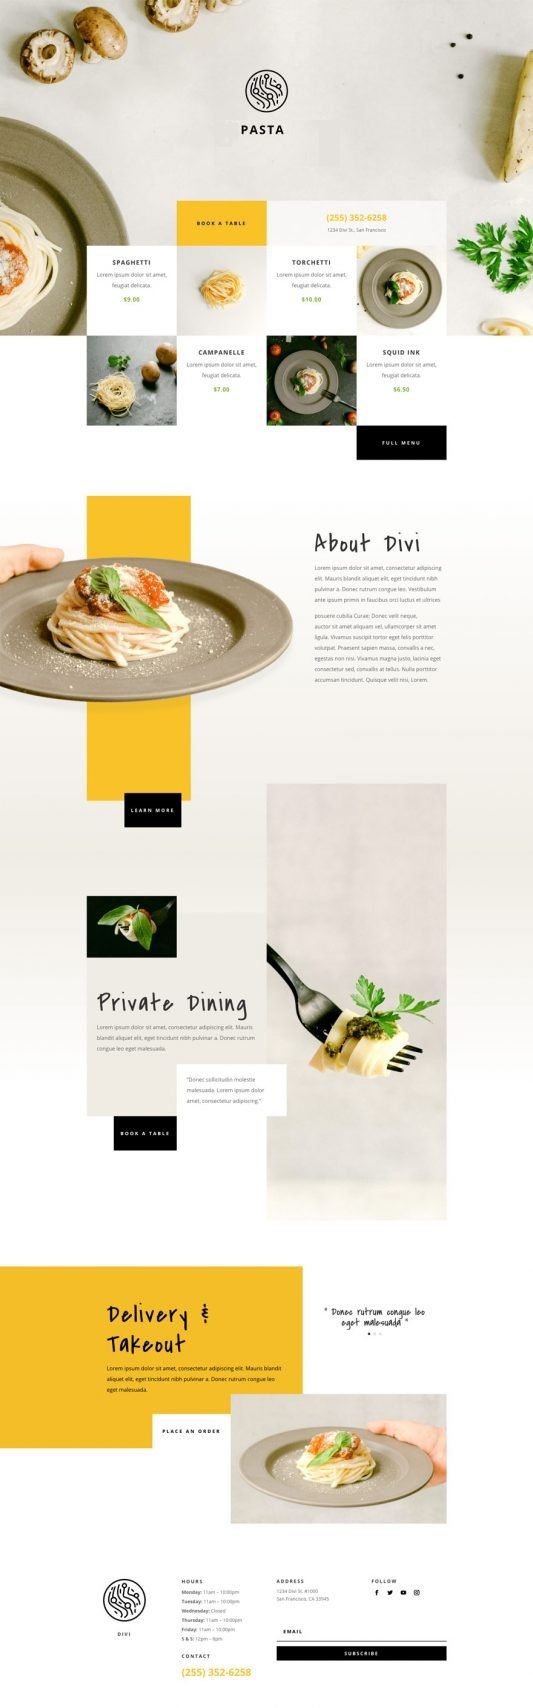 PASTA
BOOK A TABLE
(255) 352-6258
1234 Divi St., San Francisco
SPAGHETTI
Lorem ipsum dolor sit amet,
feugiat delicata.
$9.00
TORCHETTI
Lorem ipsum dolor sit amet,
feugiat delicata.
$10.50
CAMPANELLE
Lorem ipsum dolor sit amet,
feugiat delicata.
$7.00
SQUID INK
Lorem ipsum dolor sit amet,
feugiat delicata.
$6.50
FULL MENU
About Divi
Lorem ipsum dolor sit amet, consectetur adipiscing
elit. Mauris blandit aliquet elit, eget tincidunt nibh
pulvinar a. Donec rutrum congue leo. Vestibulum
ante ipsum primis in faucibus orci luctus et ultrices
posuere cubilia Curae; Donec velit neque,
auctor sit amet aliquam vel, ullamcorper sit amet
ligula. Vivamus suscipit tortor eget felis porttitor
volutpat. Praesent sapien massa, convallis a nec,
egestas non nisi. Vivamus magna justo, lacinia eget
consectetur sed, convallis at tellus. Nulla porttitor
accumsan tincidunt. Quisque velit nisi, Lorem.
LEARN MORE
Private Dining
Lorem ipsum dolor sit amet, consectetur adipiscing elit. Mauris
blandit aliquet elit, eget tincidunt nibh pulvinar a. Donec rutrum
congue leo eget malesuada.
"Donec sollicitudin molestie
malesuada. Lorem ipsum dolor
amet, consectetur adipiscing."
BOOK A TABLE
Delivery &
Takeout
Lorem ipsum dolor sit amet, consectetur adipiscing elit. Mauris blandit
aliquet elit, eget tincidunt nibh pulvinar a. Donec rutrum congue leo
eget malesuada.
" Donec rutrum congue leo
eget malesuada "
PLACE AN ORDER
DIVI
HOURS
Monday: 11am – 10:00pm
Tuesday: 11am – 10:00pm
Wednesday: Closed
Thursday: 11am – 10:00pm
Friday: 11am – 10:00pm
S & S: 12pm – 8pm
CONTACT
(255) 352-6258
ADDRESS
1234 Divi St. #1000
San Francisco, CA 33945
FOLLOW
EMAIL
SUBSCRIBE